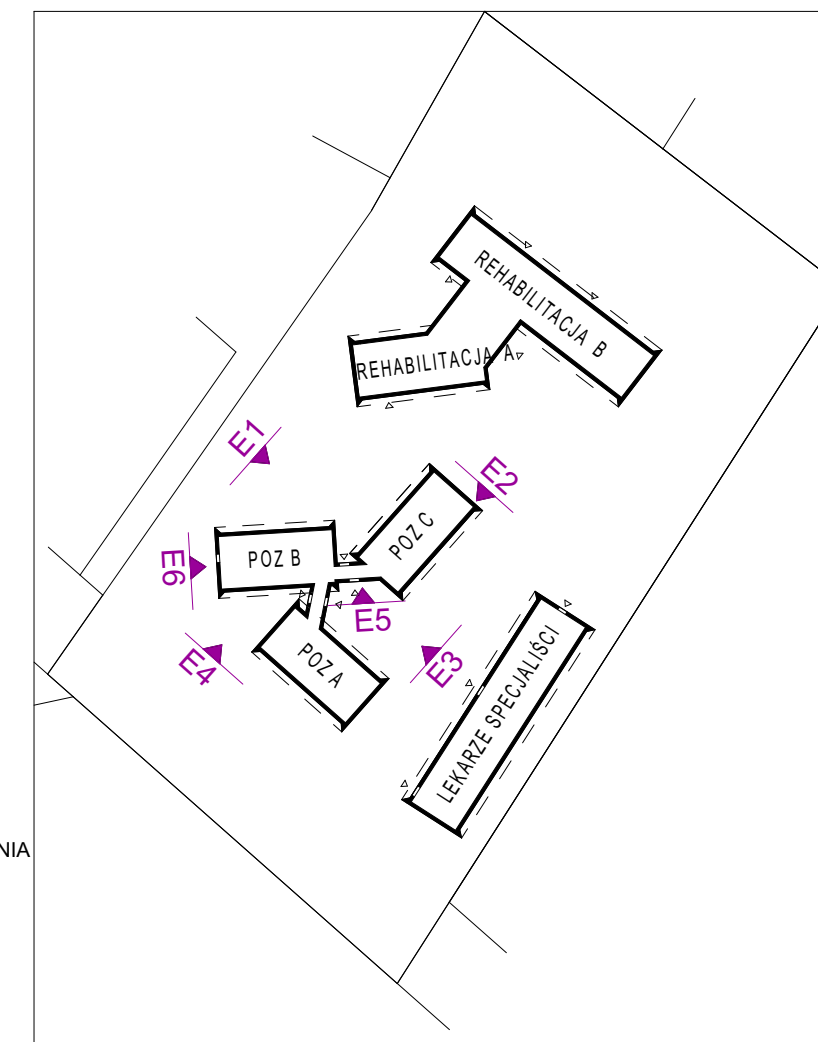 REHABILITACJA B
REHABILITACJA A
E1
E2
POZ C
POZ B
E6
E5
E3
E4
POZ A
LEKARZE SPECJALIŚCI
NIA